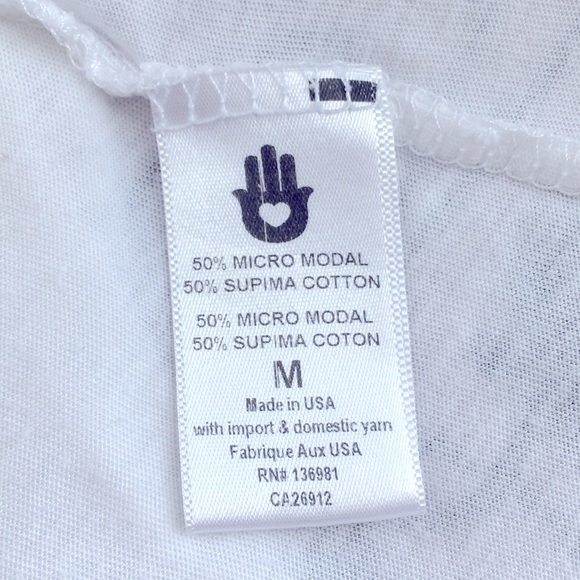 50% MICRO MODAL
50% SUPIMA COTTON
50% MICRO MODAL
50% SUPIMA COTON
M
Made in USA
with import & domestic yarn
Fabrique Aux USA
RN# 136981
CA26912